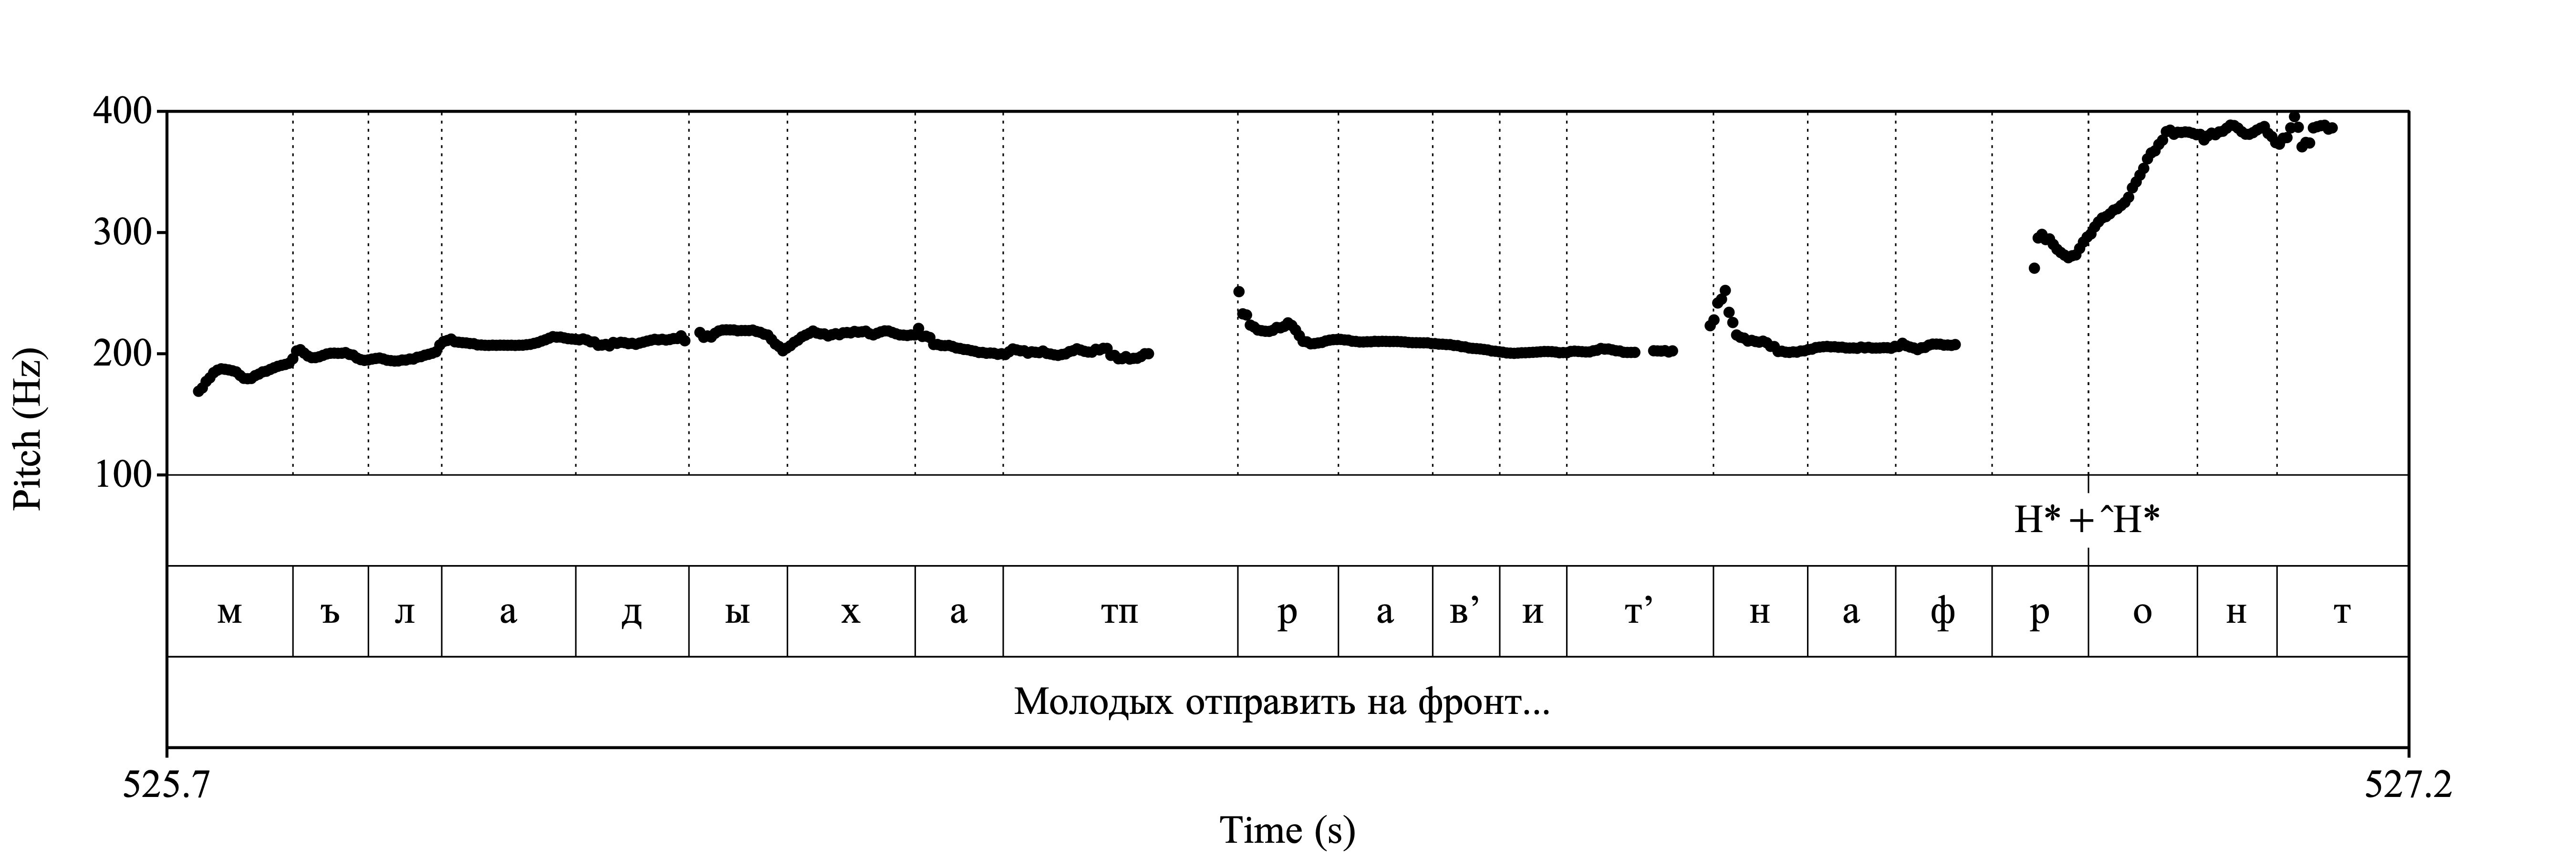 400
300
200
100
Pitch (Hz)
H* + ^H*
м ъ л а д ы х а тп р а в’ и т’ н а ф р о н т
Молодых отправить на фронт...
525.7 527.2
Time (s)